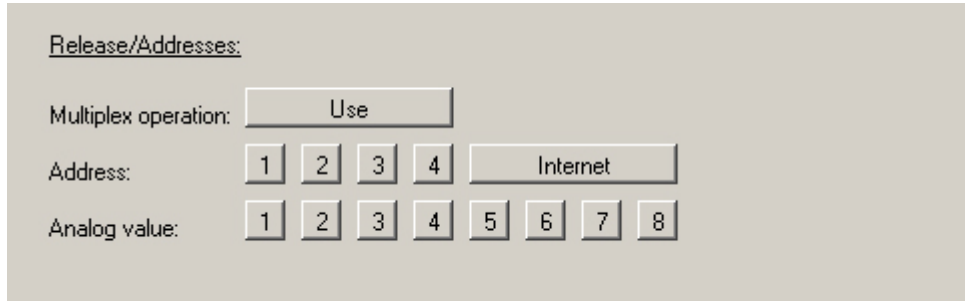 Release/Addresses:
Multiplex operation: Use
Address: 1 2 3 4 Internet
Analog value: 1 2 3 4 5 6 7 8